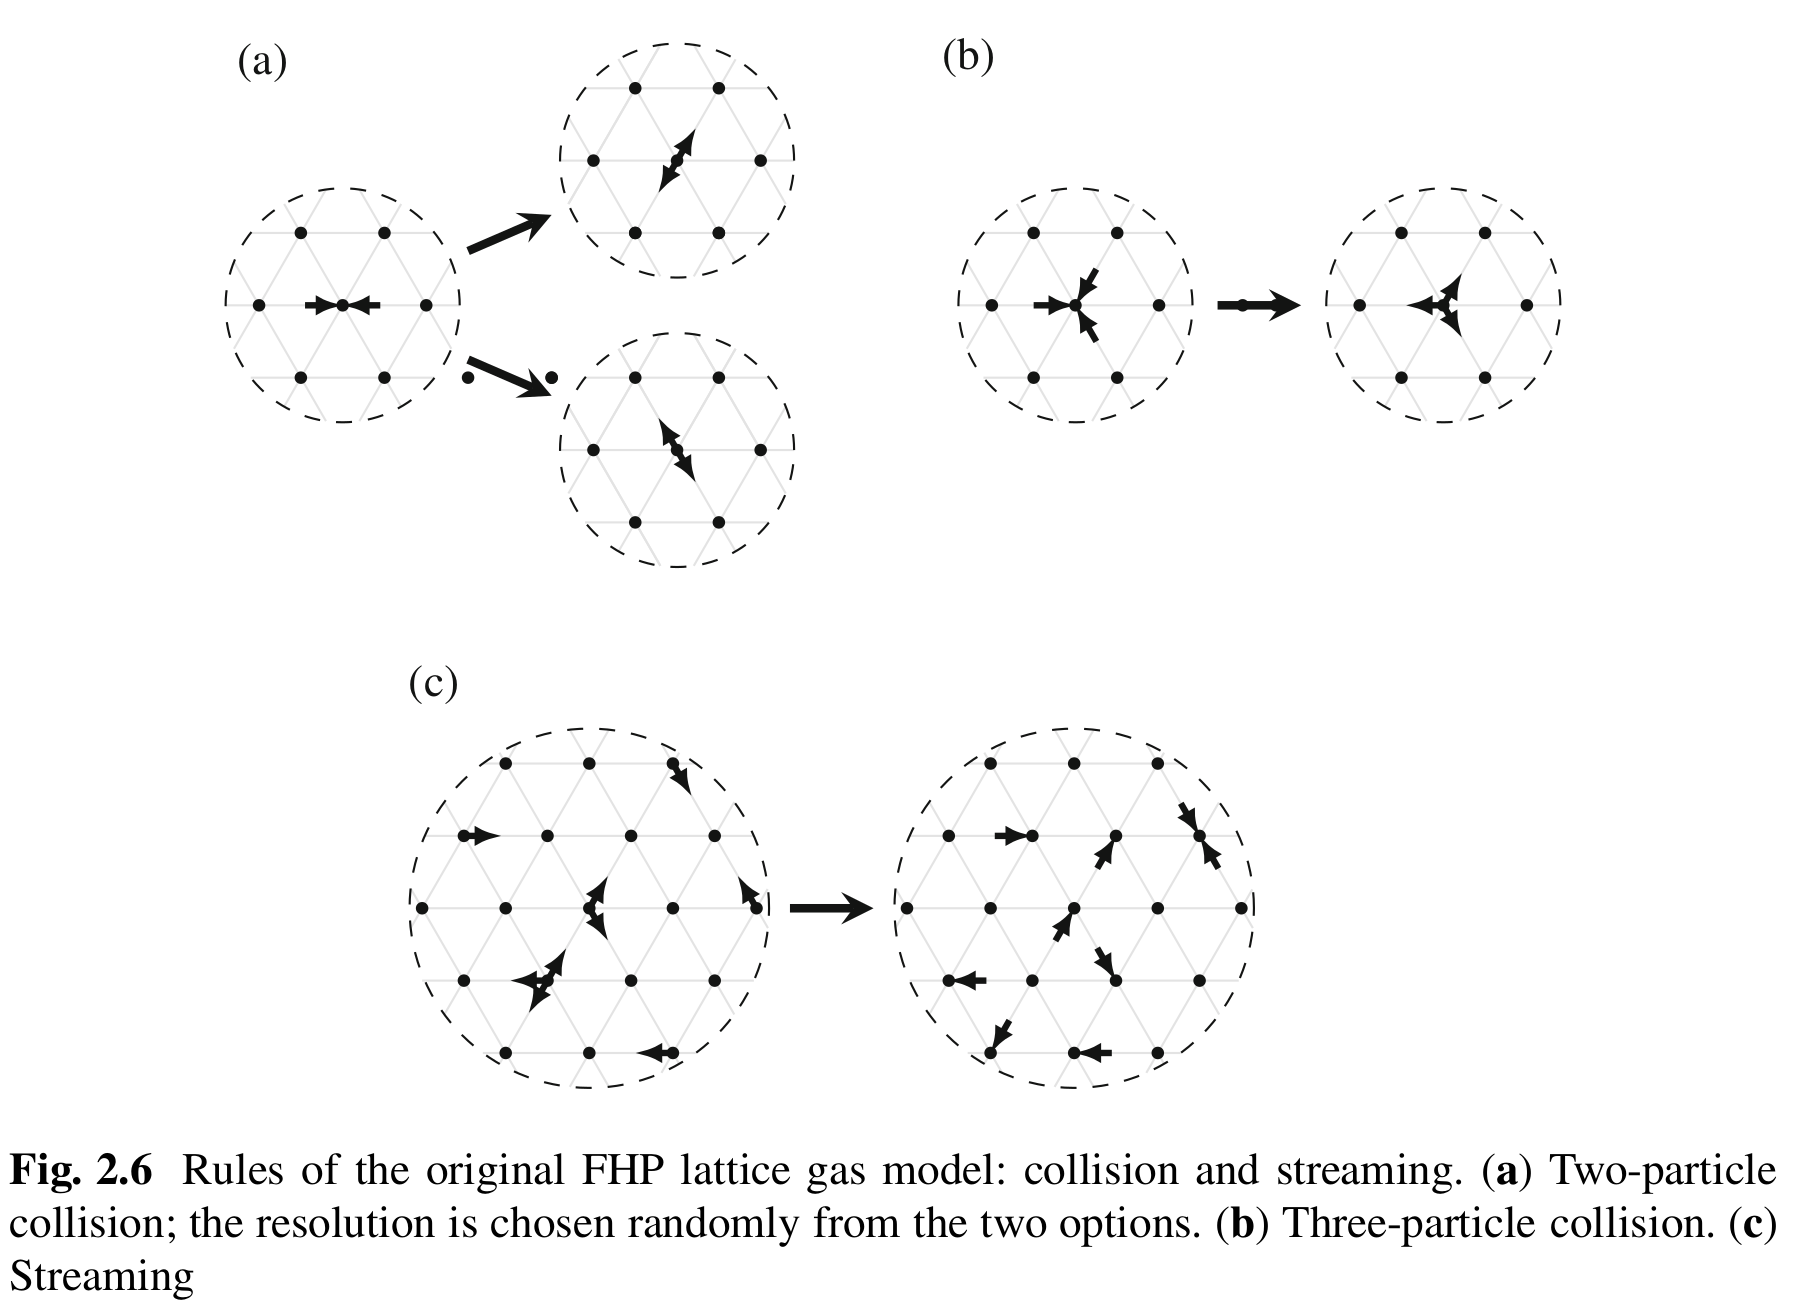 (a)
(b)
(c)
Fig. 2.6 Rules of the original FHP lattice gas model: collision and streaming. (a) Two-particle
collision; the resolution is chosen randomly from the two options. (b) Three-particle collision. (c)
Streaming